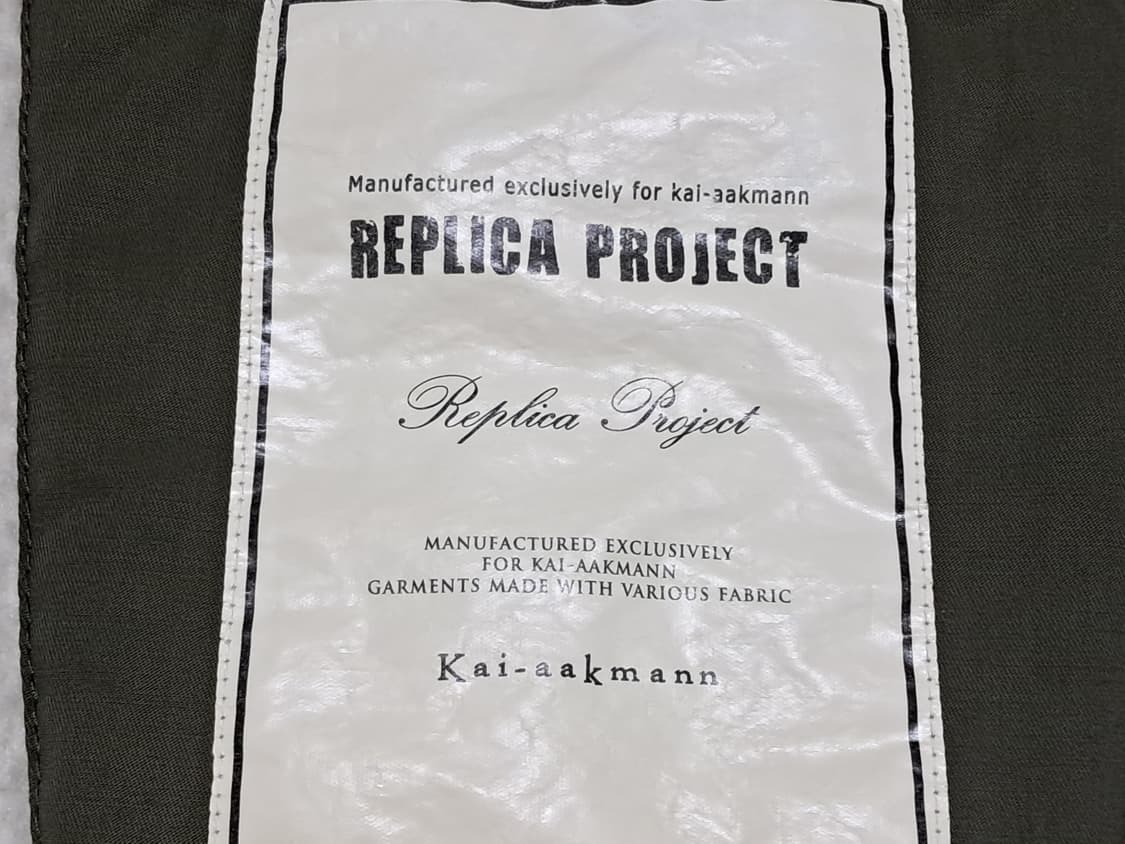 Manufactured exclusively for kai-aakmann
REPLICA PROJECT
Replica Project
MANUFACTURED EXCLUSIVELY
FOR KAI-AAKMANN
GARMENTS MADE WITH VARIOUS FABRIC
Kai-aakmann